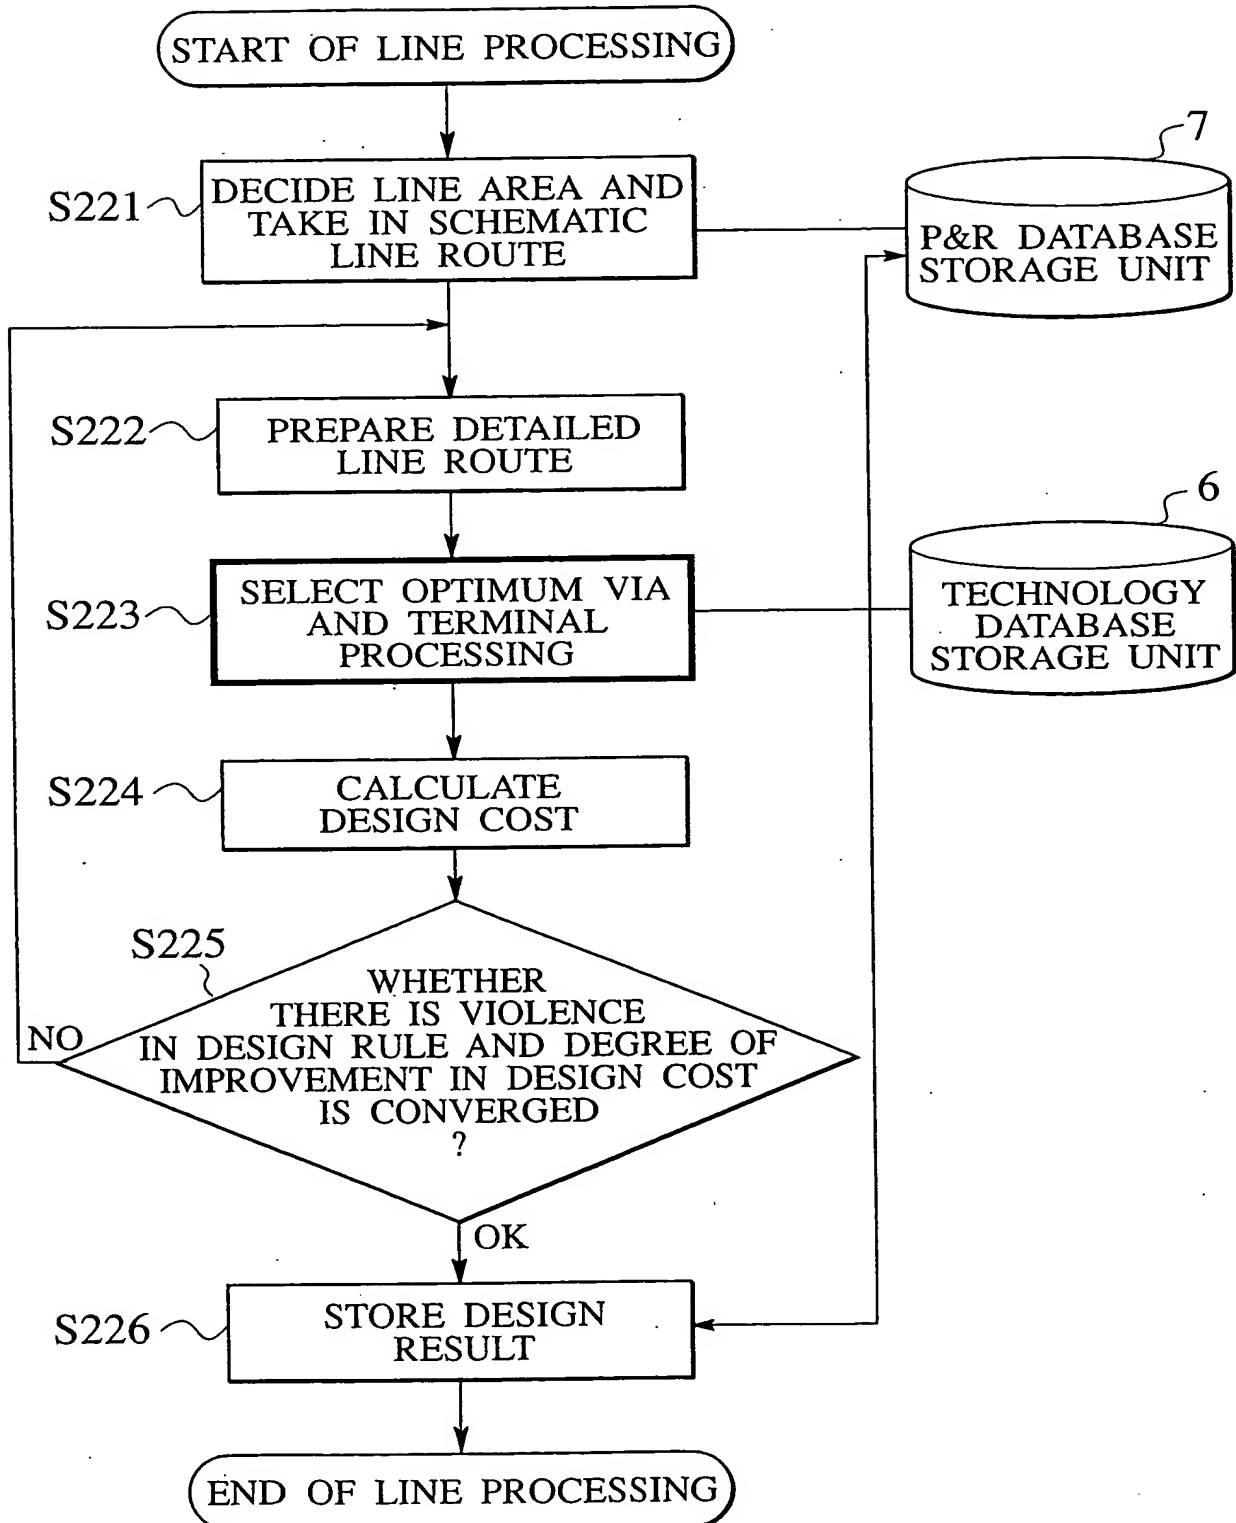 START OF LINE PROCESSING
7
S221
DECIDE LINE AREA AND
TAKE IN SCHEMATIC
LINE ROUTE
P&R DATABASE
STORAGE UNIT
S222
PREPARE DETAILED
LINE ROUTE
6
S223
SELECT OPTIMUM VIA
AND TERMINAL
PROCESSING
TECHNOLOGY
DATABASE
STORAGE UNIT
S224
CALCULATE
DESIGN COST
S225
WHETHER
THERE IS VIOLENCE
IN DESIGN RULE AND DEGREE OF
IMPROVEMENT IN DESIGN COST
IS CONVERGED
?
NO
OK
S226
STORE DESIGN
RESULT
END OF LINE PROCESSING